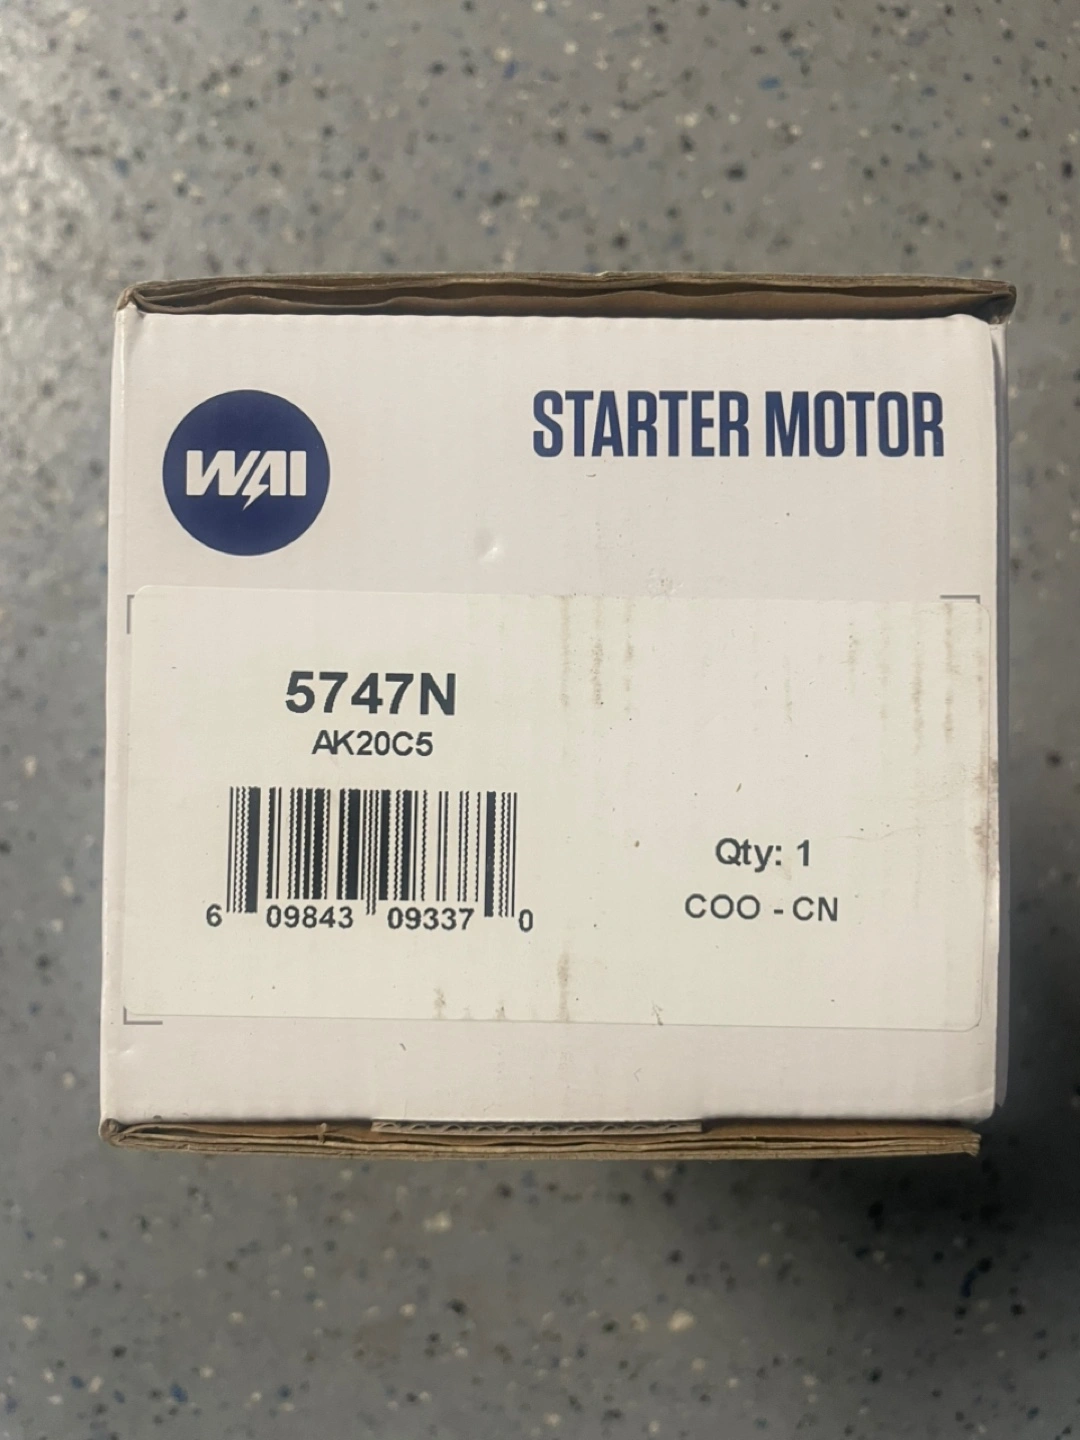 WAI
STARTER MOTOR
5747N
AK20C5
6 09843 09337 0
Qty: 1
COO - CN